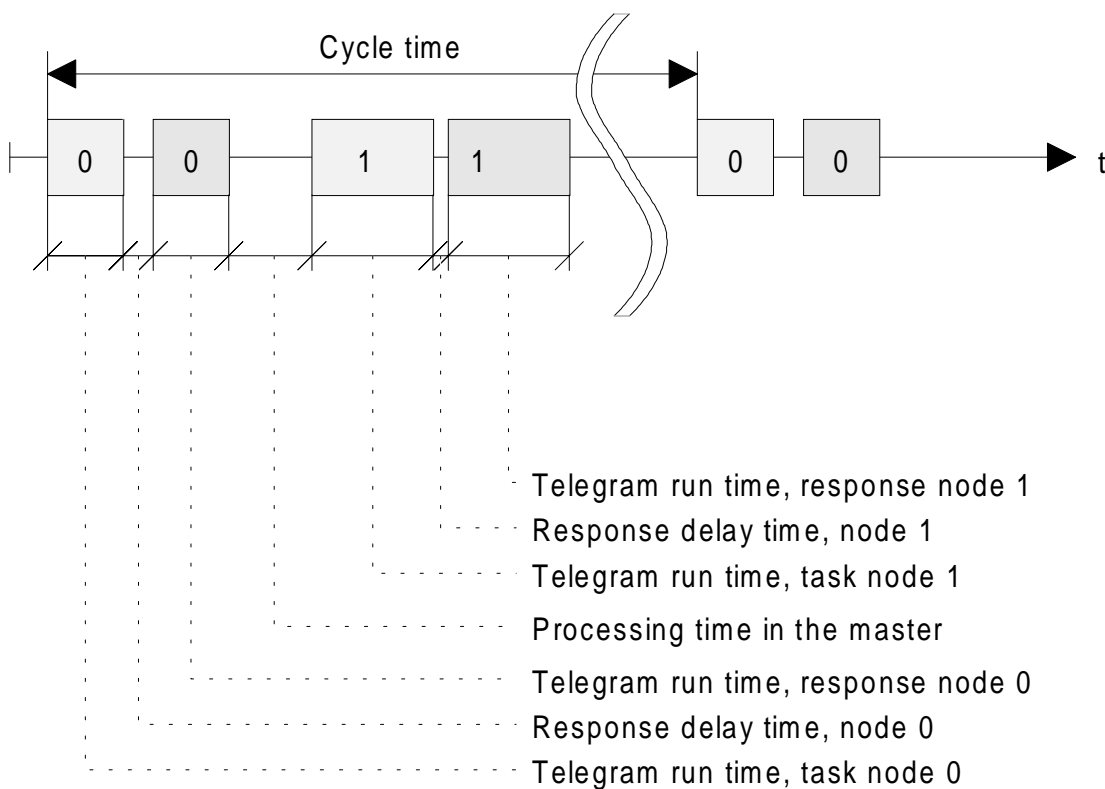 Cycle time
0 0 1 1 0 0 t
Telegram run time, response node 1
Response delay time, node 1
Telegram run time, task node 1
Processing time in the master
Telegram run time, response node 0
Response delay time, node 0
Telegram run time, task node 0